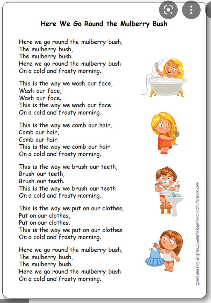 Here We Go Round the Mulberry Bush
Here we go round the mulberry bush,
The mulberry bush,
The mulberry bush.
Here we go round the mulberry bush
On a cold and frosty morning.
This is the way we wash our face,
Wash our face,
Wash our face.
This is the way we wash our face
On a cold and frosty morning.
This is the way we comb our hair,
Comb our hair,
Comb our hair.
This is the way we comb our hair
On a cold and frosty morning.
This is the way we brush our teeth,
Brush our teeth,
Brush our teeth.
This is the way we brush our teeth
On a cold and frosty morning.
This is the way we put on our clothes,
Put on our clothes,
Put on our clothes.
This is the way we put on our clothes
On a cold and frosty morning.
Here we go round the mulberry bush,
The mulberry bush,
The mulberry bush.
Here we go round the mulberry bush
On a cold and frosty morning.